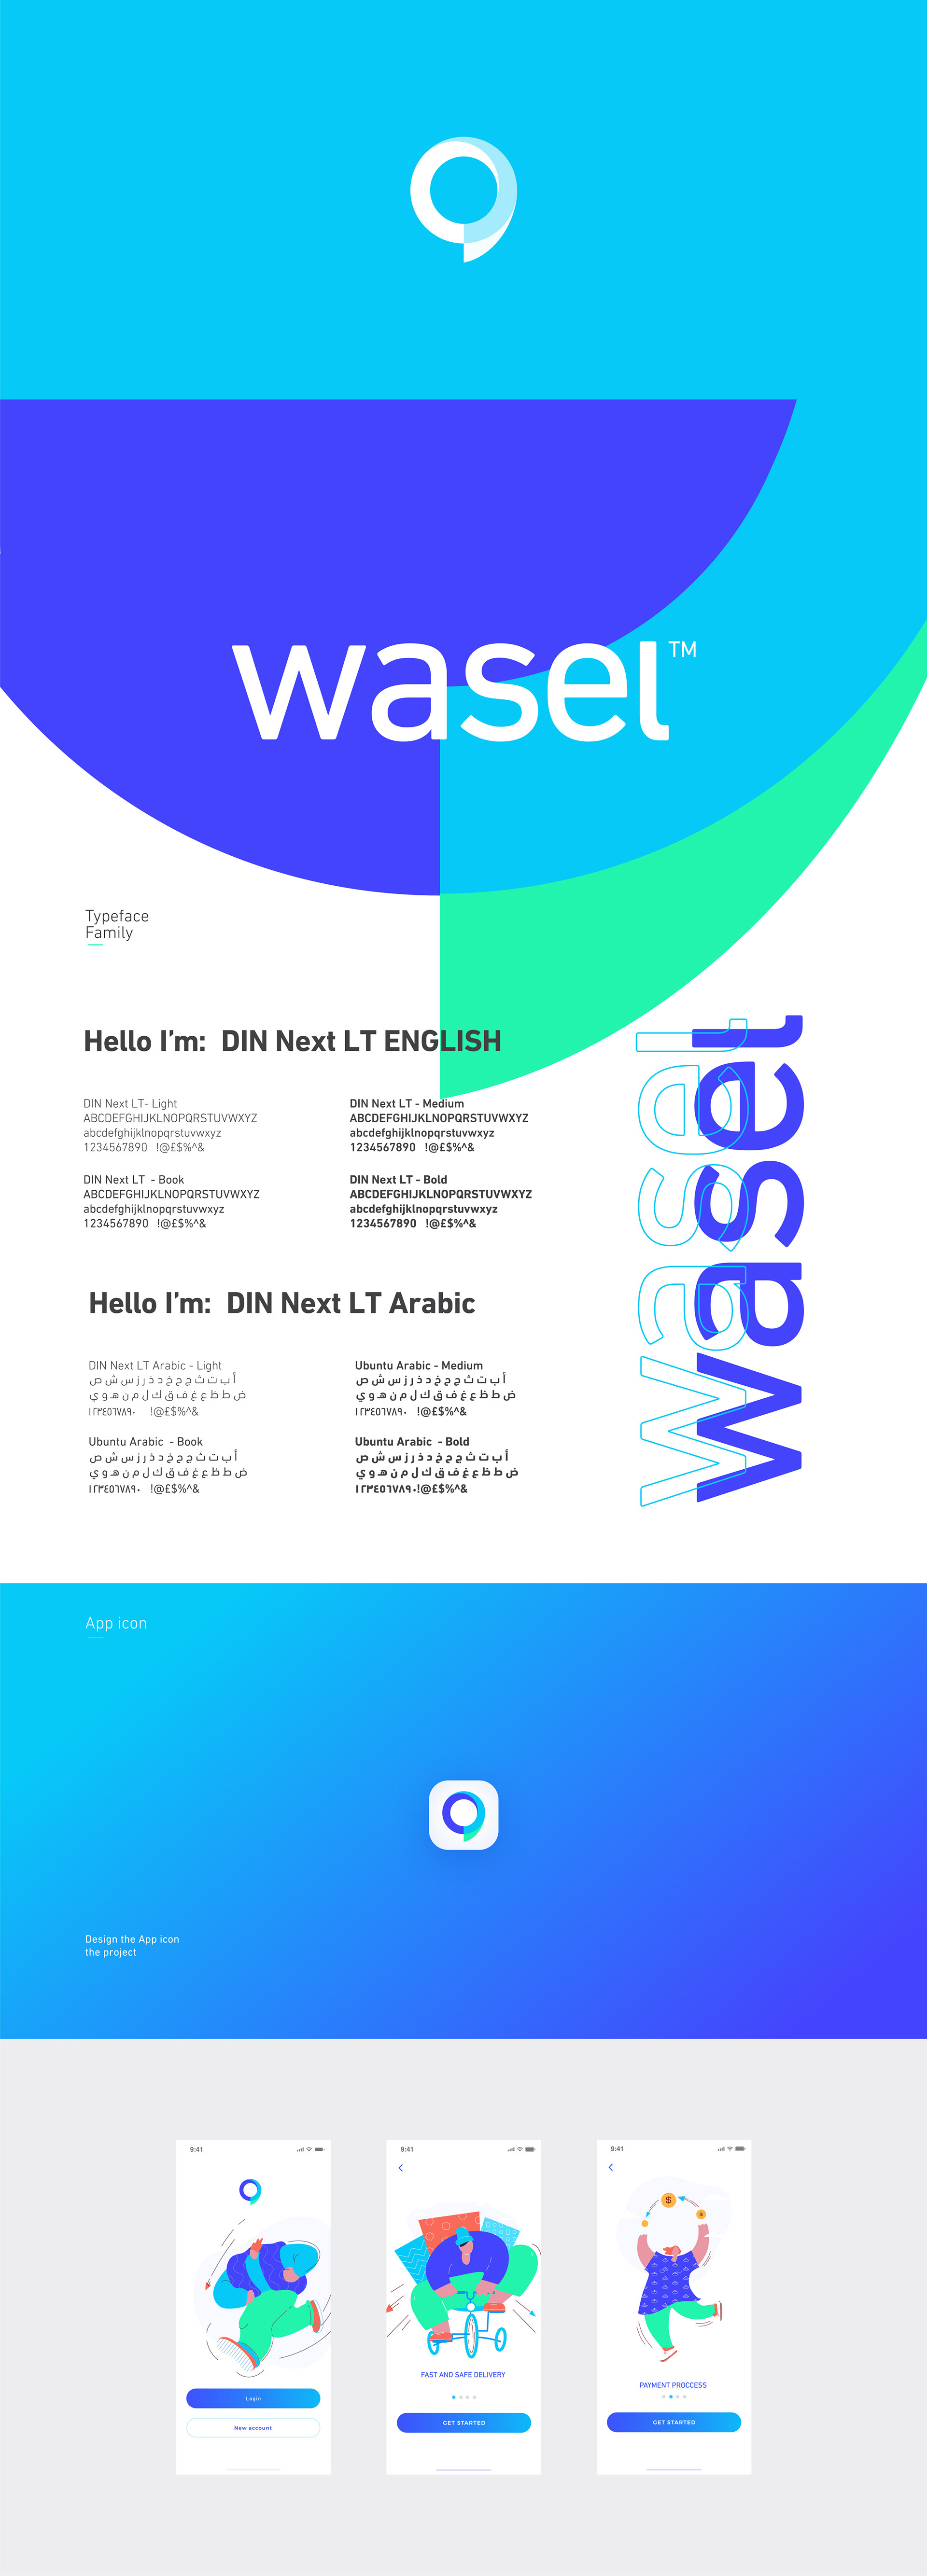 wasel™
Typeface
Family
Hello I'm: DIN Next LT ENGLISH
DIN Next LT- Light
ABCDEFGHIJKLNOPQRSTUVWXYZ
abcdefghijklnopqrstuvwxyz
1234567890 !@£$%^&
DIN Next LT - Medium
ABCDEFGHIJKLNOPQRSTUVWXYZ
abcdefghijklnopqrstuvwxyz
1234567890 !@£$%^&
DIN Next LT - Book
ABCDEFGHIJKLNOPQRSTUVWXYZ
abcdefghijklnopqrstuvwxyz
1234567890 !@£$%^&
DIN Next LT - Bold
ABCDEFGHIJKLNOPQRSTUVWXYZ
abcdefghijklnopqrstuvwxyz
1234567890 !@£$%^&
wasel
wasel
Hello I'm: DIN Next LT Arabic
DIN Next LT Arabic - Light
أ ب ت ث ج ح خ د ذ ر ز س ش ص
ض ط ظ ع غ ف ق ك ل م ن ه و ي
١٢٣٤٥٦٧٨٩٠ !@£$%^&
Ubuntu Arabic - Medium
أ ب ت ث ج ح خ د ذ ر ز س ش ص
ض ط ظ ع غ ف ق ك ل م ن ه و ي
١٢٣٤٥٦٧٨٩٠ !@£$%^&
Ubuntu Arabic - Book
أ ب ت ث ج ح خ د ذ ر ز س ش ص
ض ط ظ ع غ ف ق ك ل م ن ه و ي
١٢٣٤٥٦٧٨٩٠ !@£$%^&
Ubuntu Arabic - Bold
أ ب ت ث ج ح خ د ذ ر ز س ش ص
ض ط ظ ع غ ف ق ك ل م ن ه و ي
١٢٣٤٥٦٧٨٩٠!@£$%^&
App icon
Design the App icon
the project
9:41
Login
New account
9:41
FAST AND SAFE DELIVERY
GET STARTED
9:41
$
$
PAYMENT PROCCESS
GET STARTED